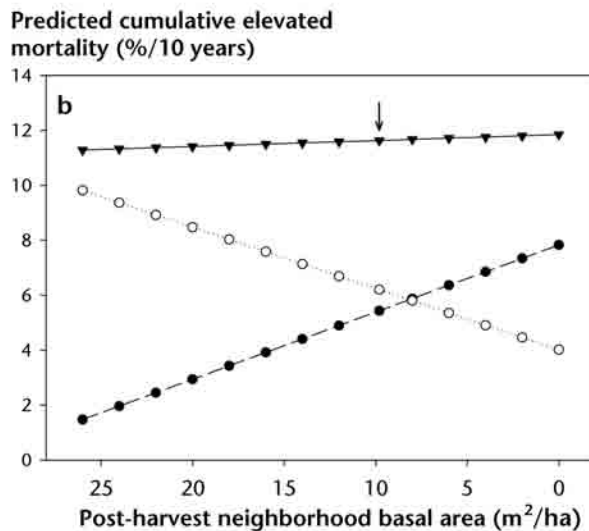 Predicted cumulative elevated
mortality (%/10 years)
14
b
12
10
8
6
4
2
0
25 20 15 10 5 0
Post-harvest neighborhood basal area (m²/ha)